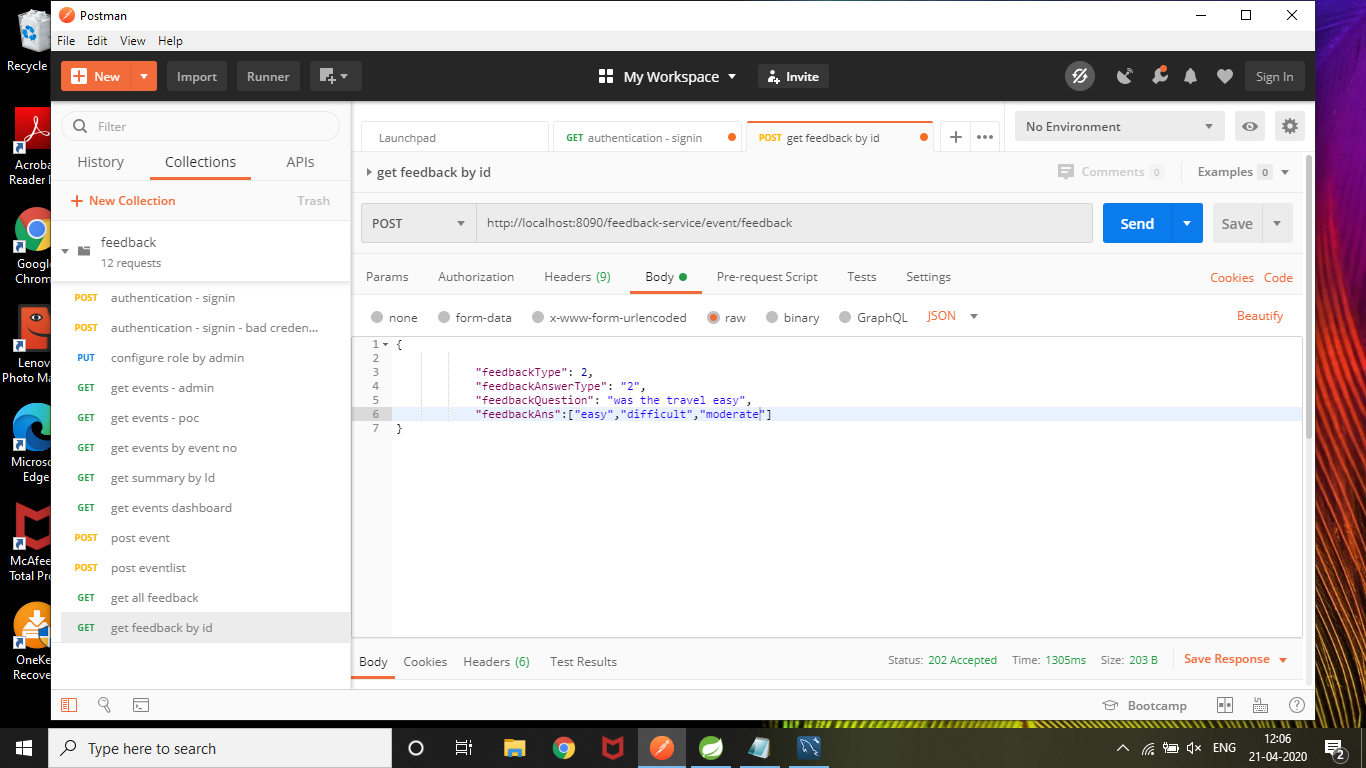 Postman
File Edit View Help
New Import Runner My Workspace Invite Sign In
Filter
History Collections APIs
New Collection Trash
feedback
12 requests
POST authentication - signin
POST authentication - signin - bad creden...
PUT configure role by admin
GET get events - admin
GET get events - poc
GET get events by event no
GET get summary by Id
GET get events dashboard
POST post event
POST post eventlist
GET get all feedback
GET get feedback by id
Launchpad GET authentication - signin POST get feedback by id No Environment
get feedback by id Comments 0 Examples 0
POST http://localhost:8090/feedback-service/event/feedback Send Save
Params Authorization Headers (9) Body Pre-request Script Tests Settings Cookies Code
none form-data x-www-form-urlencoded raw binary GraphQL JSON Beautify
1 {
2
3 "feedbackType": 2,
4 "feedbackAnswerType": "2",
5 "feedbackQuestion": "was the travel easy",
6 "feedbackAns":["easy","difficult","moderate"]
7 }
Body Cookies Headers (6) Test Results Status: 202 Accepted Time: 1305ms Size: 203 B Save Response
Bootcamp
Recycle
Acroba
Reader D
Google
Chrom
Lenov
Photo Ma
Micros
Edge
McAfee
Total Pro
OneKe
Recove
Type here to search
ENG
12:06
21-04-2020
2